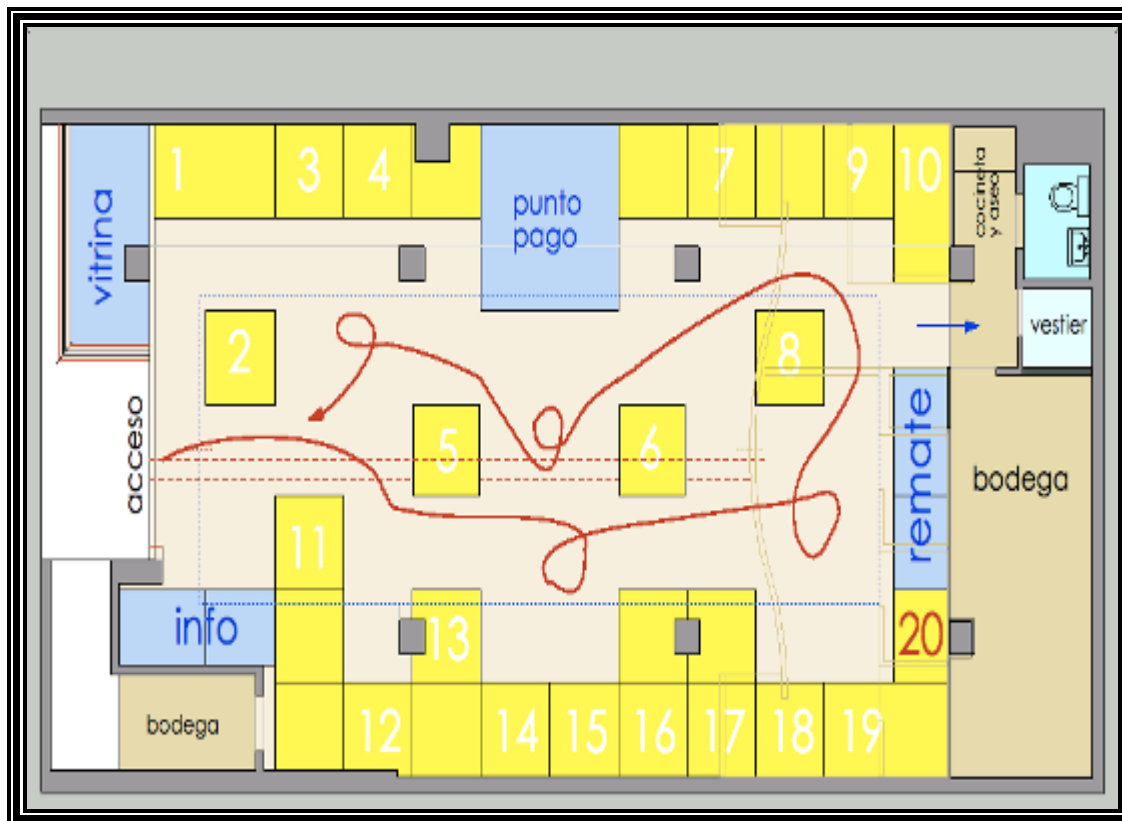 1
3
4
7
9
10
punto
pago
cocineta
y aseo
vitrina
2
8
vestier
acceso
5
6
remate
bodega
11
info
13
20
bodega
12
14
15
16
17
18
19